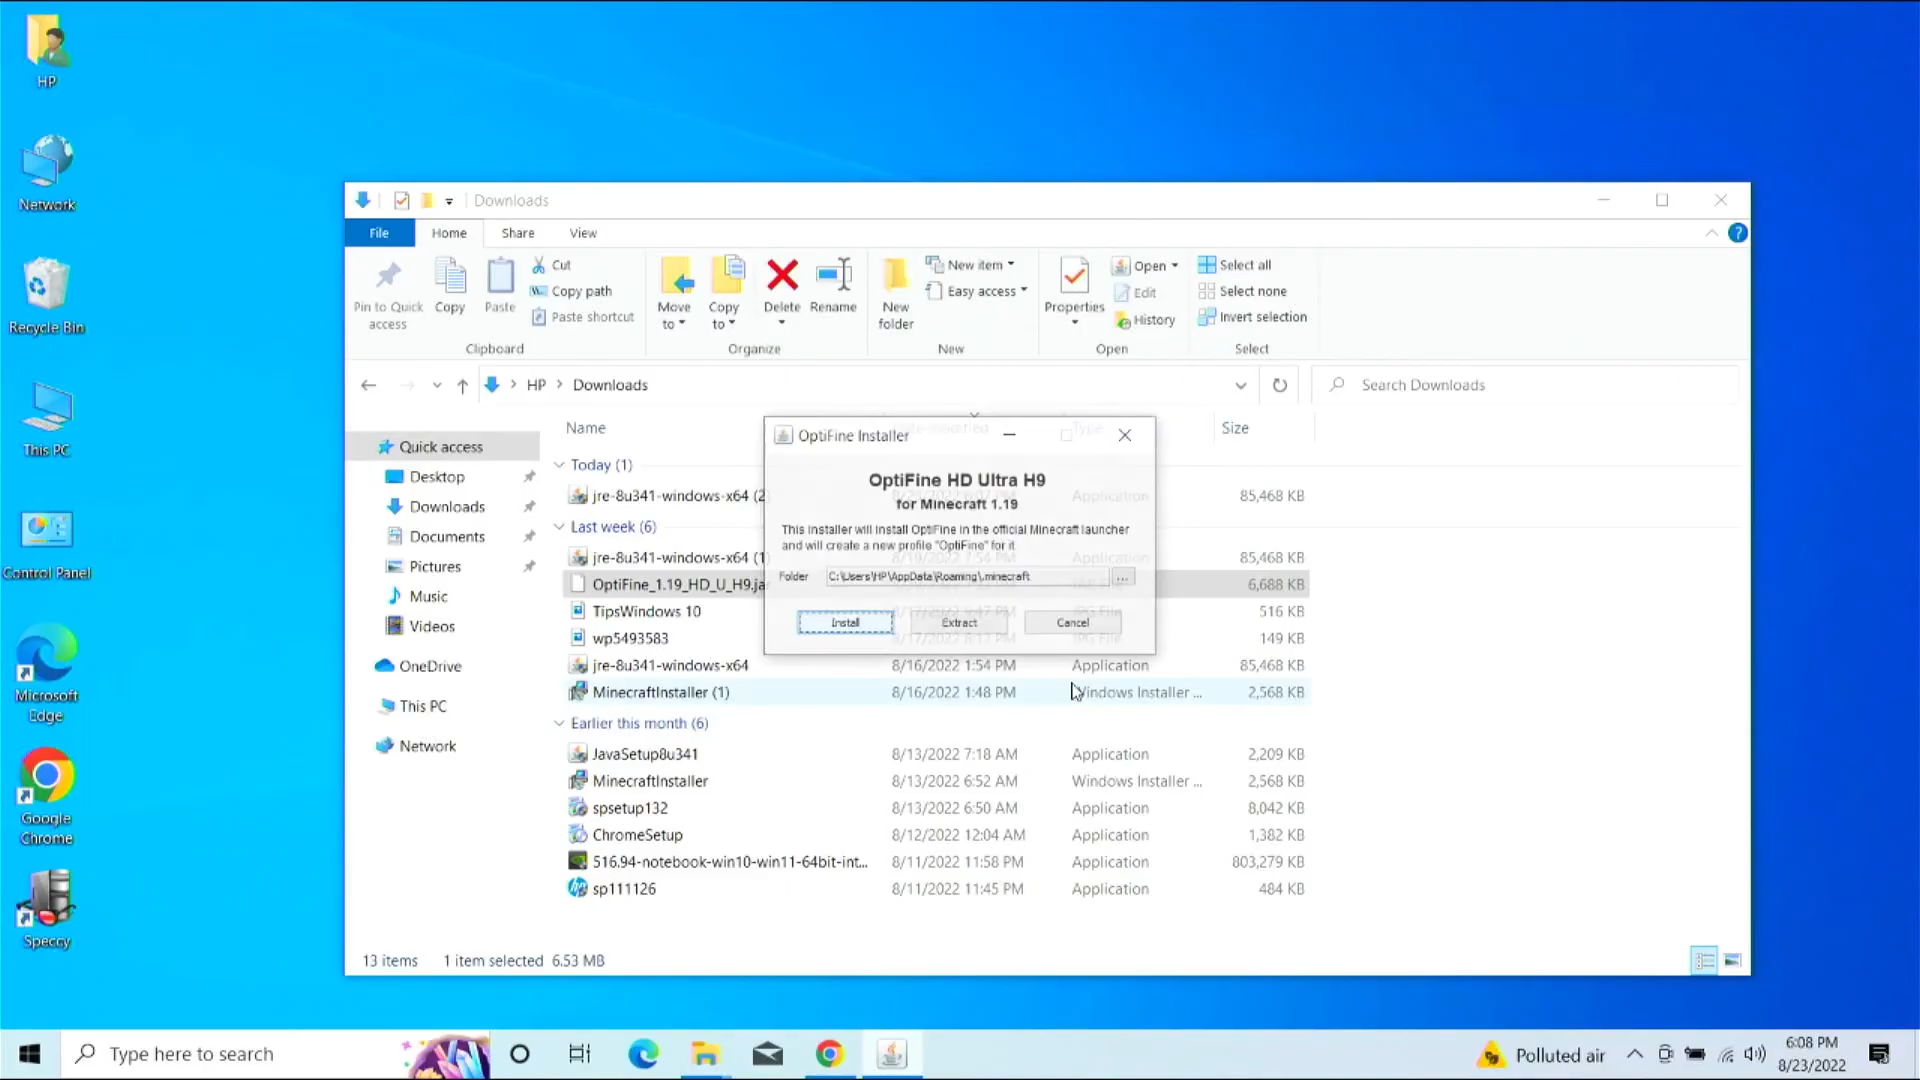 HP
Network
Recycle Bin
This PC
Control Panel
Microsoft
Edge
Google
Chrome
Speccy
Downloads
File
Home
Share
View
Pin to Quick
access
Copy
Paste
Cut
Copy path
Paste shortcut
Clipboard
Move
to
Copy
to
Delete
Rename
Organize
New
folder
New item
Easy access
New
Properties
Open
Edit
History
Open
Select all
Select none
Invert selection
Select
HP > Downloads
Search Downloads
Quick access
Desktop
Downloads
Documents
Pictures
Music
Videos
OneDrive
This PC
Network
Name
Size
Today (1)
jre-8u341-windows-x64 (2 Application 85,468 KB
Last week (6)
jre-8u341-windows-x64 (1) 85,468 KB
OptiFine_1.19_HD_U_H9.ja 6,688 KB
TipsWindows 10 516 KB
wp5493583 149 KB
jre-8u341-windows-x64 8/16/2022 1:54 PM Application 85,468 KB
MinecraftInstaller (1) 8/16/2022 1:48 PM Windows Installer ... 2,568 KB
Earlier this month (6)
JavaSetup8u341 8/13/2022 7:18 AM Application 2,209 KB
MinecraftInstaller 8/13/2022 6:52 AM Windows Installer ... 2,568 KB
spsetup132 8/13/2022 6:50 AM Application 8,042 KB
ChromeSetup 8/12/2022 12:04 AM Application 1,382 KB
516.94-notebook-win10-win11-64bit-int... 8/11/2022 11:58 PM Application 803,279 KB
sp111126 8/11/2022 11:45 PM Application 484 KB
OptiFine Installer
OptiFine HD Ultra H9
for Minecraft 1.19
This installer will install OptiFine in the official Minecraft launcher
and will create a new profile "OptiFine" for it
Folder C:\Users\HP\AppData\Roaming\.minecraft ...
Install Extract Cancel
13 items 1 item selected 6.53 MB
Type here to search
Polluted air
6:08 PM
8/23/2022